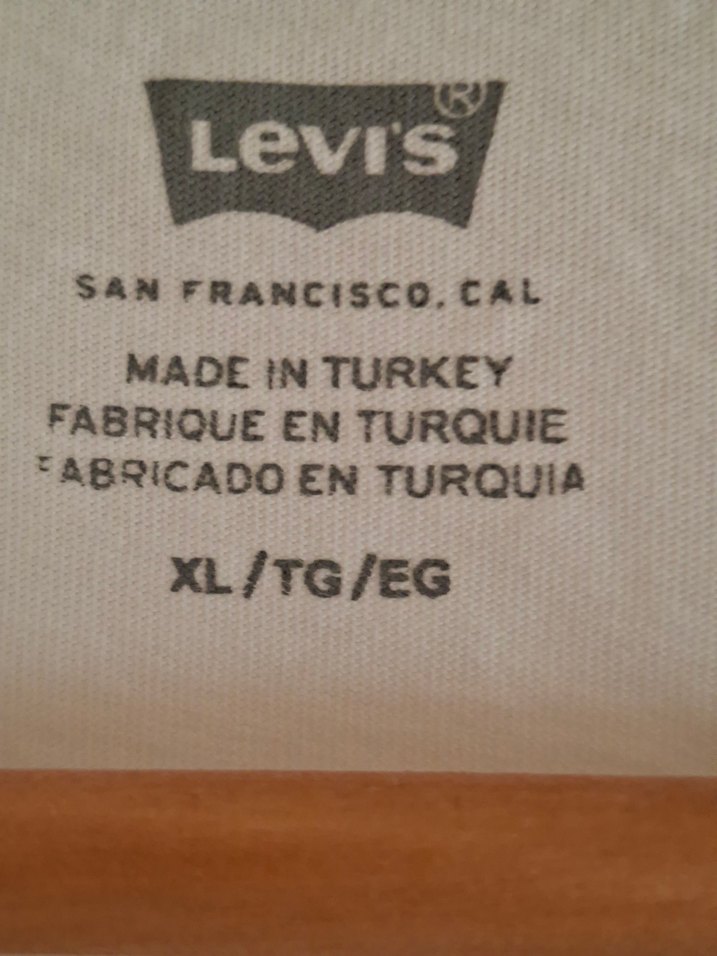 Levi's®
SAN FRANCISCO, CAL
MADE IN TURKEY
FABRIQUE EN TURQUIE
FABRICADO EN TURQUIA
XL/TG/EG